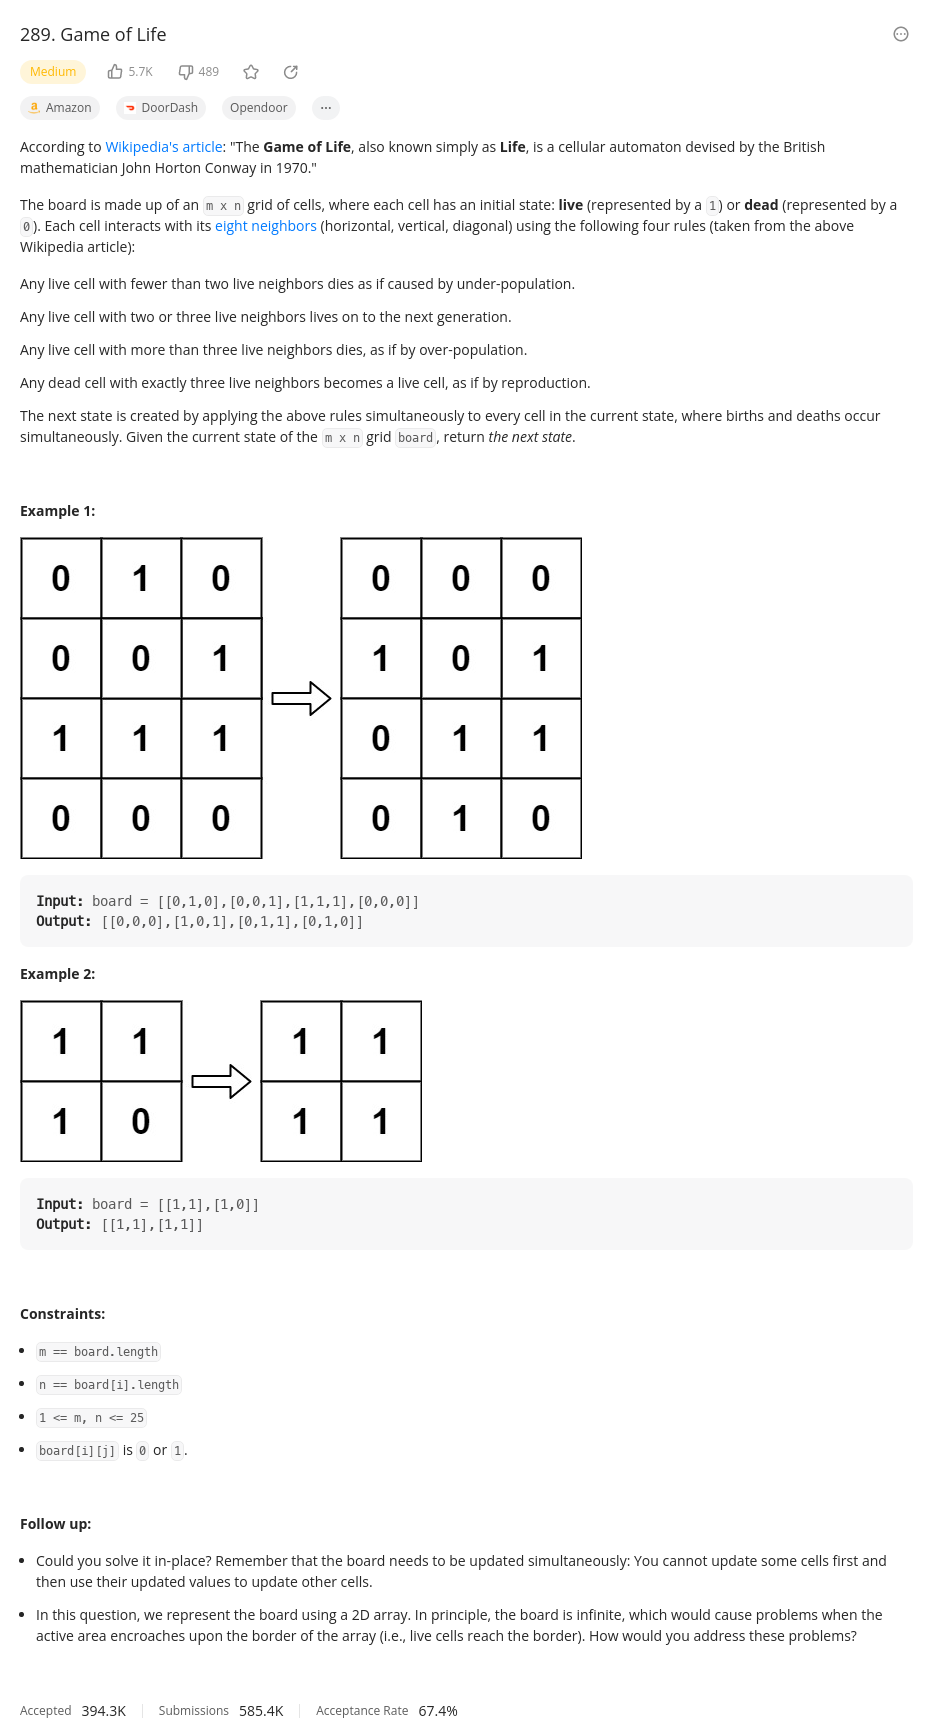 289. Game of Life
Medium 5.7K 489
Amazon DoorDash Opendoor ...
According to Wikipedia's article: "The Game of Life, also known simply as Life, is a cellular automaton devised by the British
mathematician John Horton Conway in 1970."
The board is made up of an m x n grid of cells, where each cell has an initial state: live (represented by a 1) or dead (represented by a
0). Each cell interacts with its eight neighbors (horizontal, vertical, diagonal) using the following four rules (taken from the above
Wikipedia article):
Any live cell with fewer than two live neighbors dies as if caused by under-population.
Any live cell with two or three live neighbors lives on to the next generation.
Any live cell with more than three live neighbors dies, as if by over-population.
Any dead cell with exactly three live neighbors becomes a live cell, as if by reproduction.
The next state is created by applying the above rules simultaneously to every cell in the current state, where births and deaths occur
simultaneously. Given the current state of the m x n grid board, return the next state.
Example 1:
0 1 0 0 0 0
0 0 1 1 0 1
1 1 1 0 1 1
0 0 0 0 1 0
Input: board = [[0,1,0],[0,0,1],[1,1,1],[0,0,0]]
Output: [[0,0,0],[1,0,1],[0,1,1],[0,1,0]]
Example 2:
1 1 1 1
1 0 1 1
Input: board = [[1,1],[1,0]]
Output: [[1,1],[1,1]]
Constraints:
• m == board.length
• n == board[i].length
• 1 <= m, n <= 25
• board[i][j] is 0 or 1.
Follow up:
• Could you solve it in-place? Remember that the board needs to be updated simultaneously: You cannot update some cells first and
then use their updated values to update other cells.
• In this question, we represent the board using a 2D array. In principle, the board is infinite, which would cause problems when the
active area encroaches upon the border of the array (i.e., live cells reach the border). How would you address these problems?
Accepted 394.3K Submissions 585.4K Acceptance Rate 67.4%